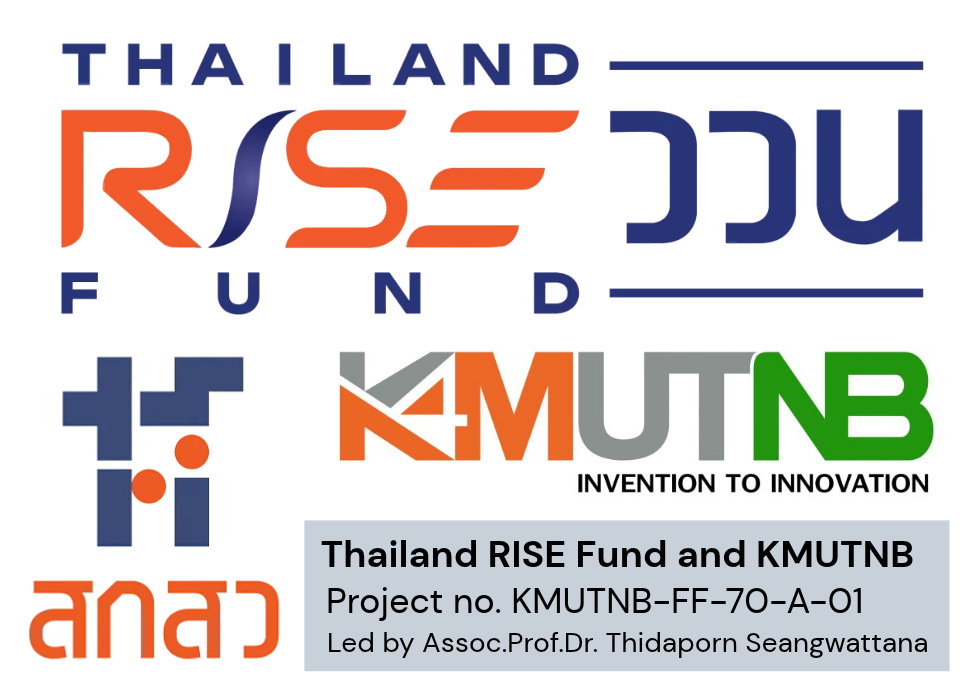 THAILAND
RISE ววน
FUND
tsri
KMUTNB
INVENTION TO INNOVATION
สกสว
Thailand RISE Fund and KMUTNB
Project no. KMUTNB-FF-70-A-01
Led by Assoc.Prof.Dr. Thidaporn Seangwattana